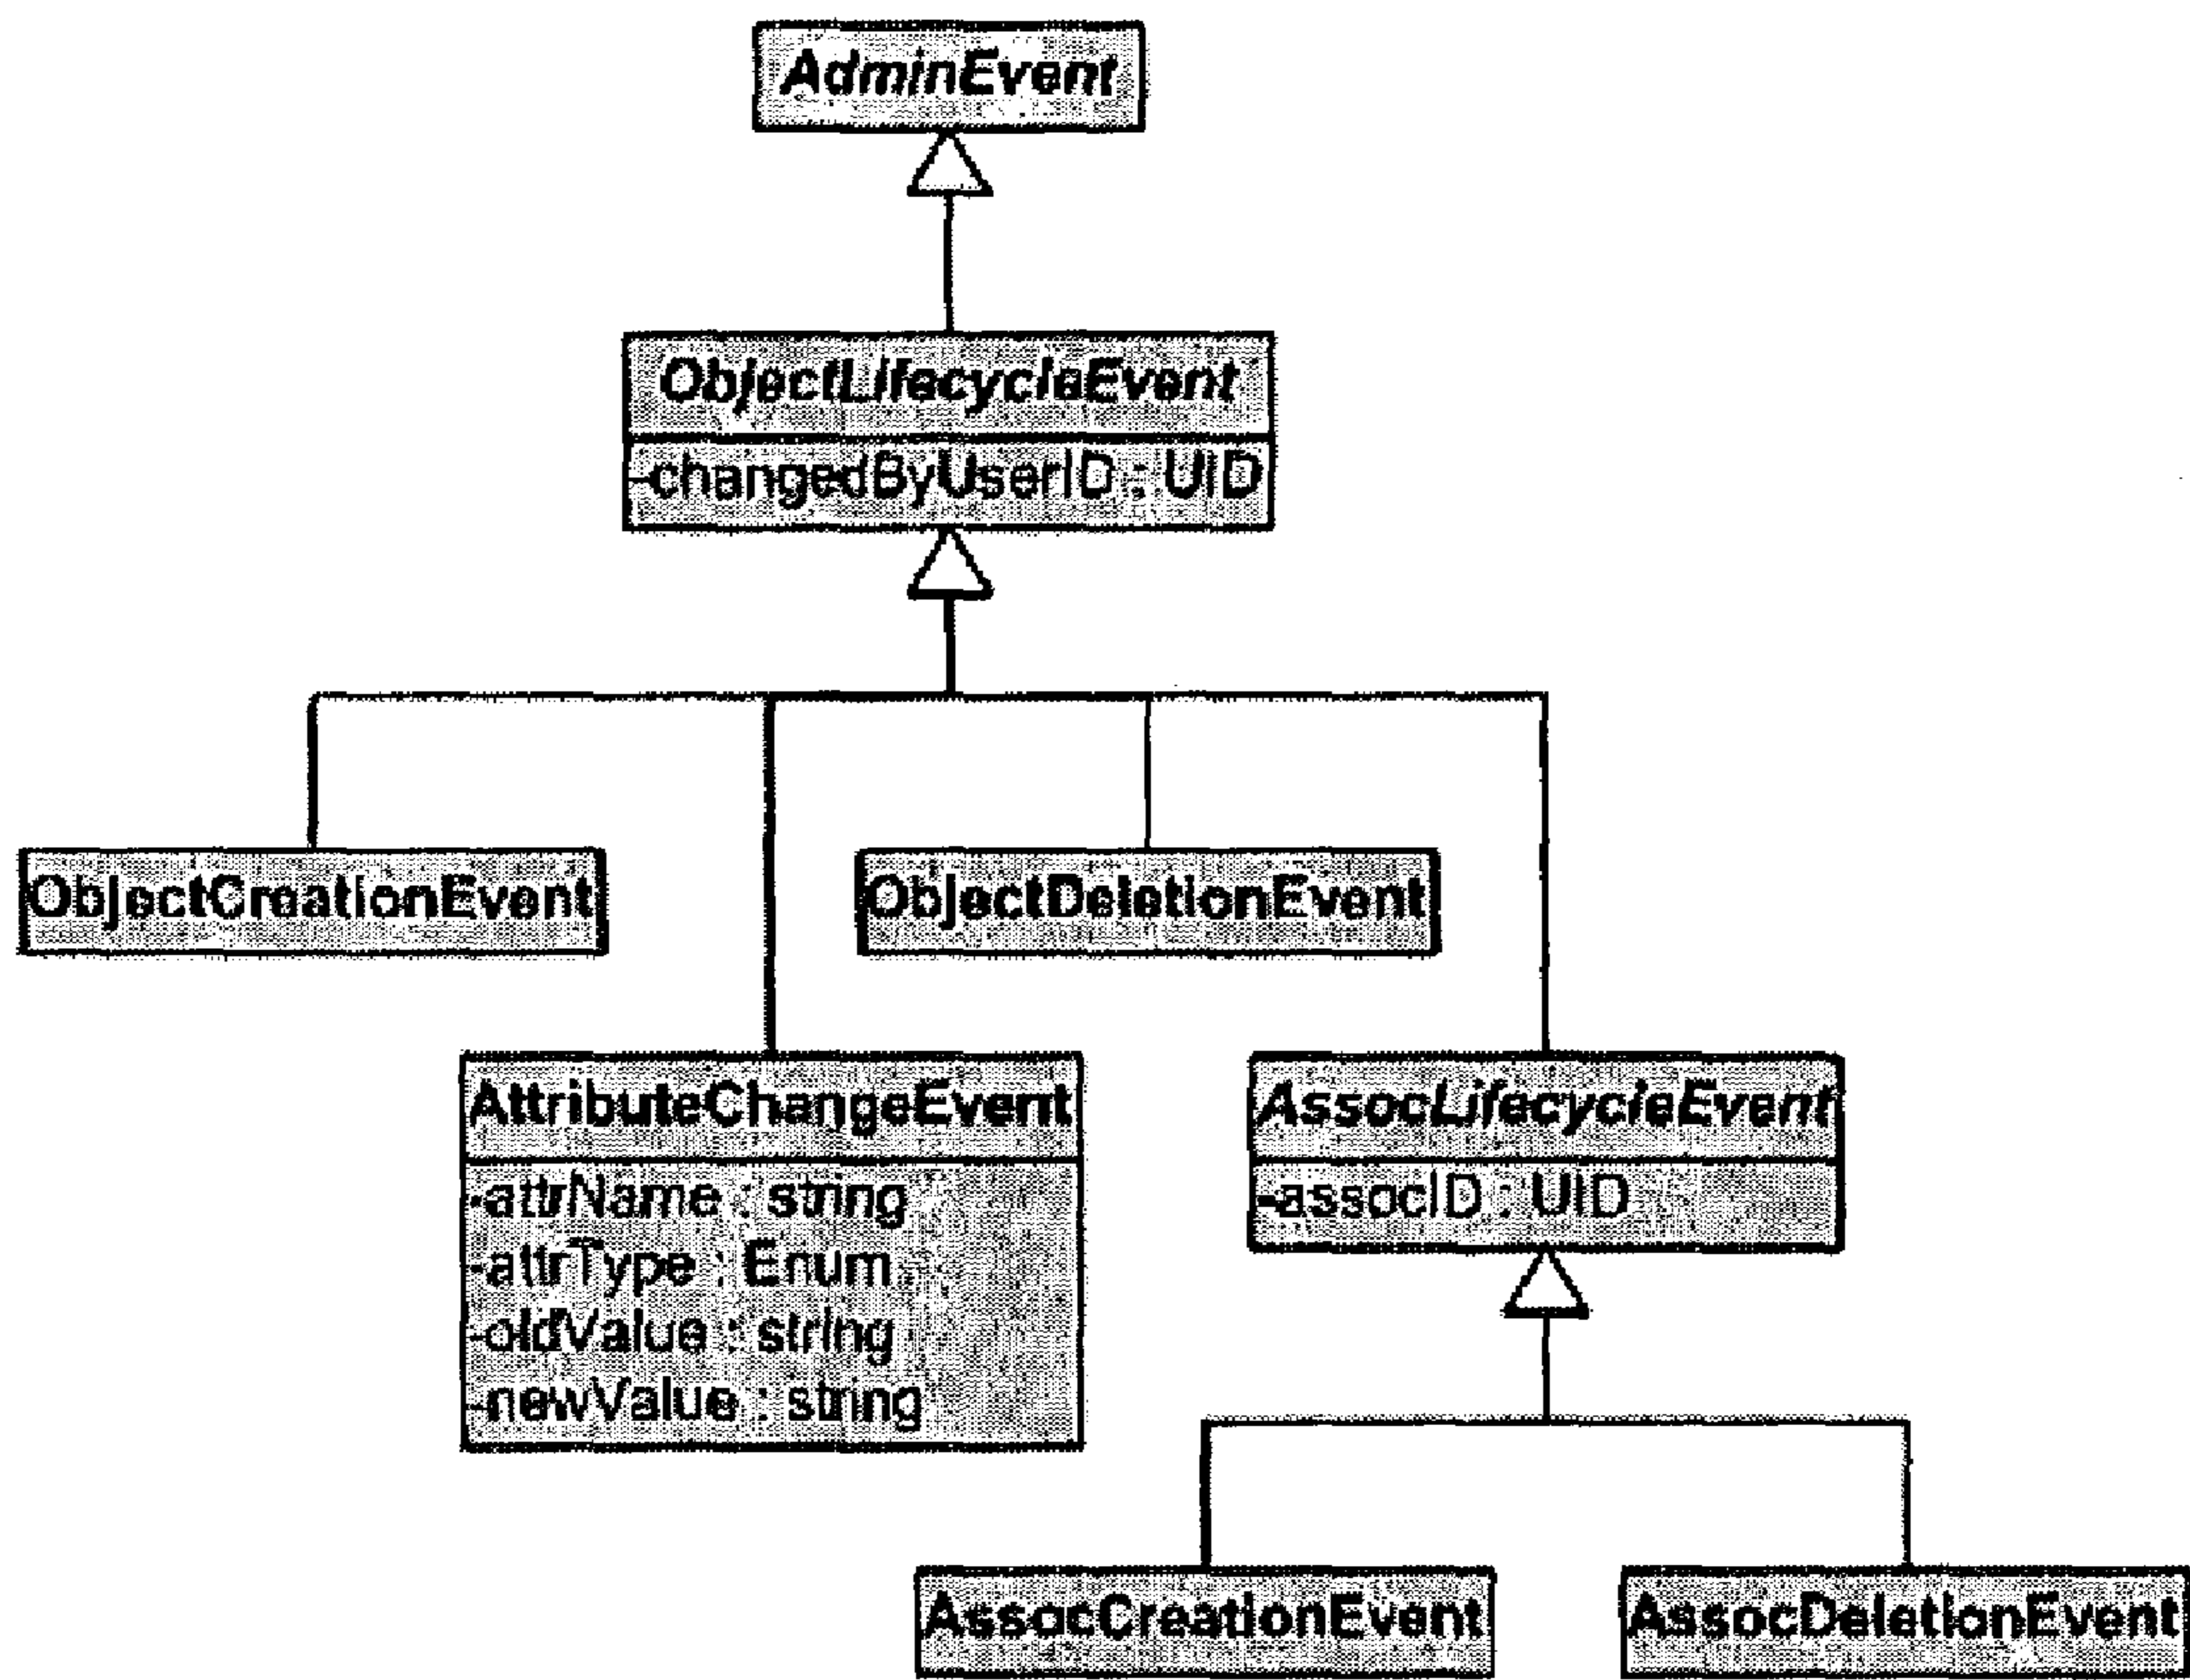 AdminEvent
ObjectLifecycleEvent
-changedByUserID : UID
ObjectCreationEvent
ObjectDeletionEvent
AttributeChangeEvent
-attrName : string
-attrType : Enum
-oldValue : string
-newValue : string
AssocLifecycleEvent
-assocID : UID
AssocCreationEvent
AssocDeletionEvent